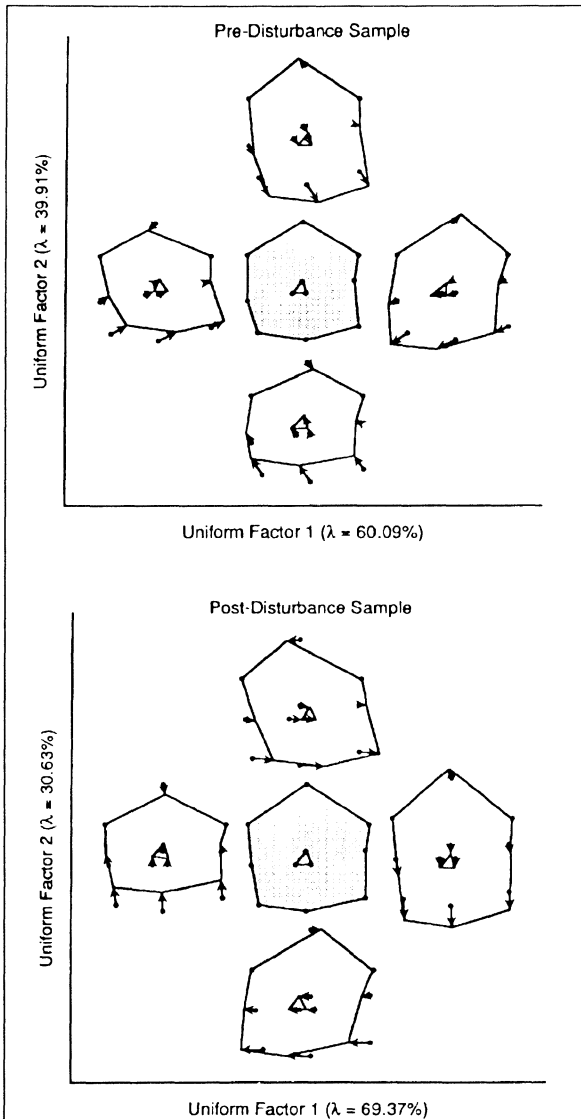 Pre-Disturbance Sample
Uniform Factor 2 (λ = 39.91%)
Uniform Factor 1 (λ = 60.09%)
Post-Disturbance Sample
Uniform Factor 2 (λ = 30.63%)
Uniform Factor 1 (λ = 69.37%)